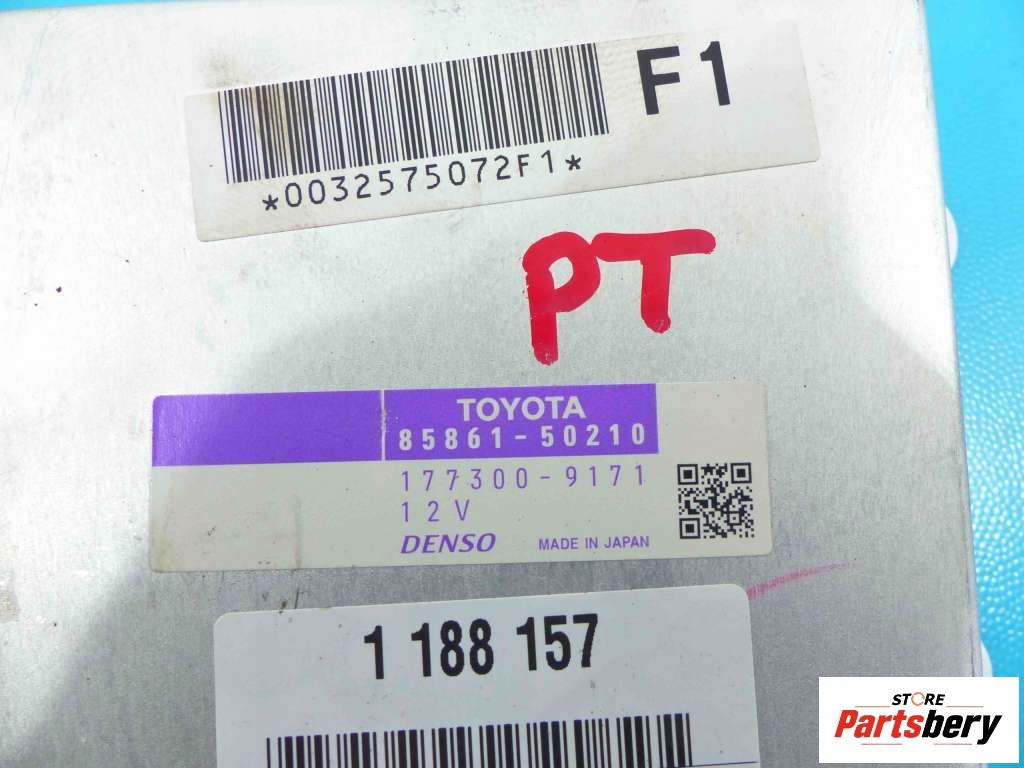 F1
*0032575072F1*
PT
TOYOTA
85861-50210
177300-9171
12V
DENSO MADE IN JAPAN
1 188 157
STORE
Partsbery